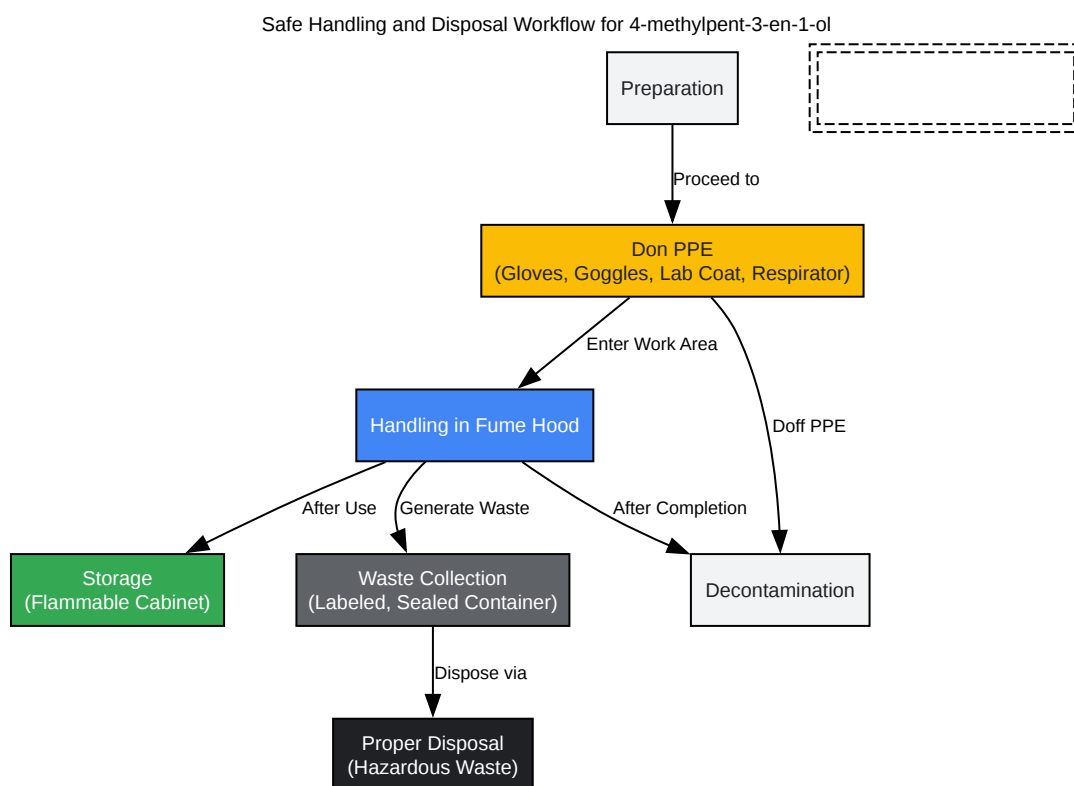 Safe Handling and Disposal Workflow for 4-methylpent-3-en-1-ol
Preparation
Proceed to
Don PPE
(Gloves, Goggles, Lab Coat, Respirator)
Enter Work Area
Doff PPE
Handling in Fume Hood
After Use
Generate Waste
After Completion
Storage
(Flammable Cabinet)
Waste Collection
(Labeled, Sealed Container)
Decontamination
Dispose via
Proper Disposal
(Hazardous Waste)